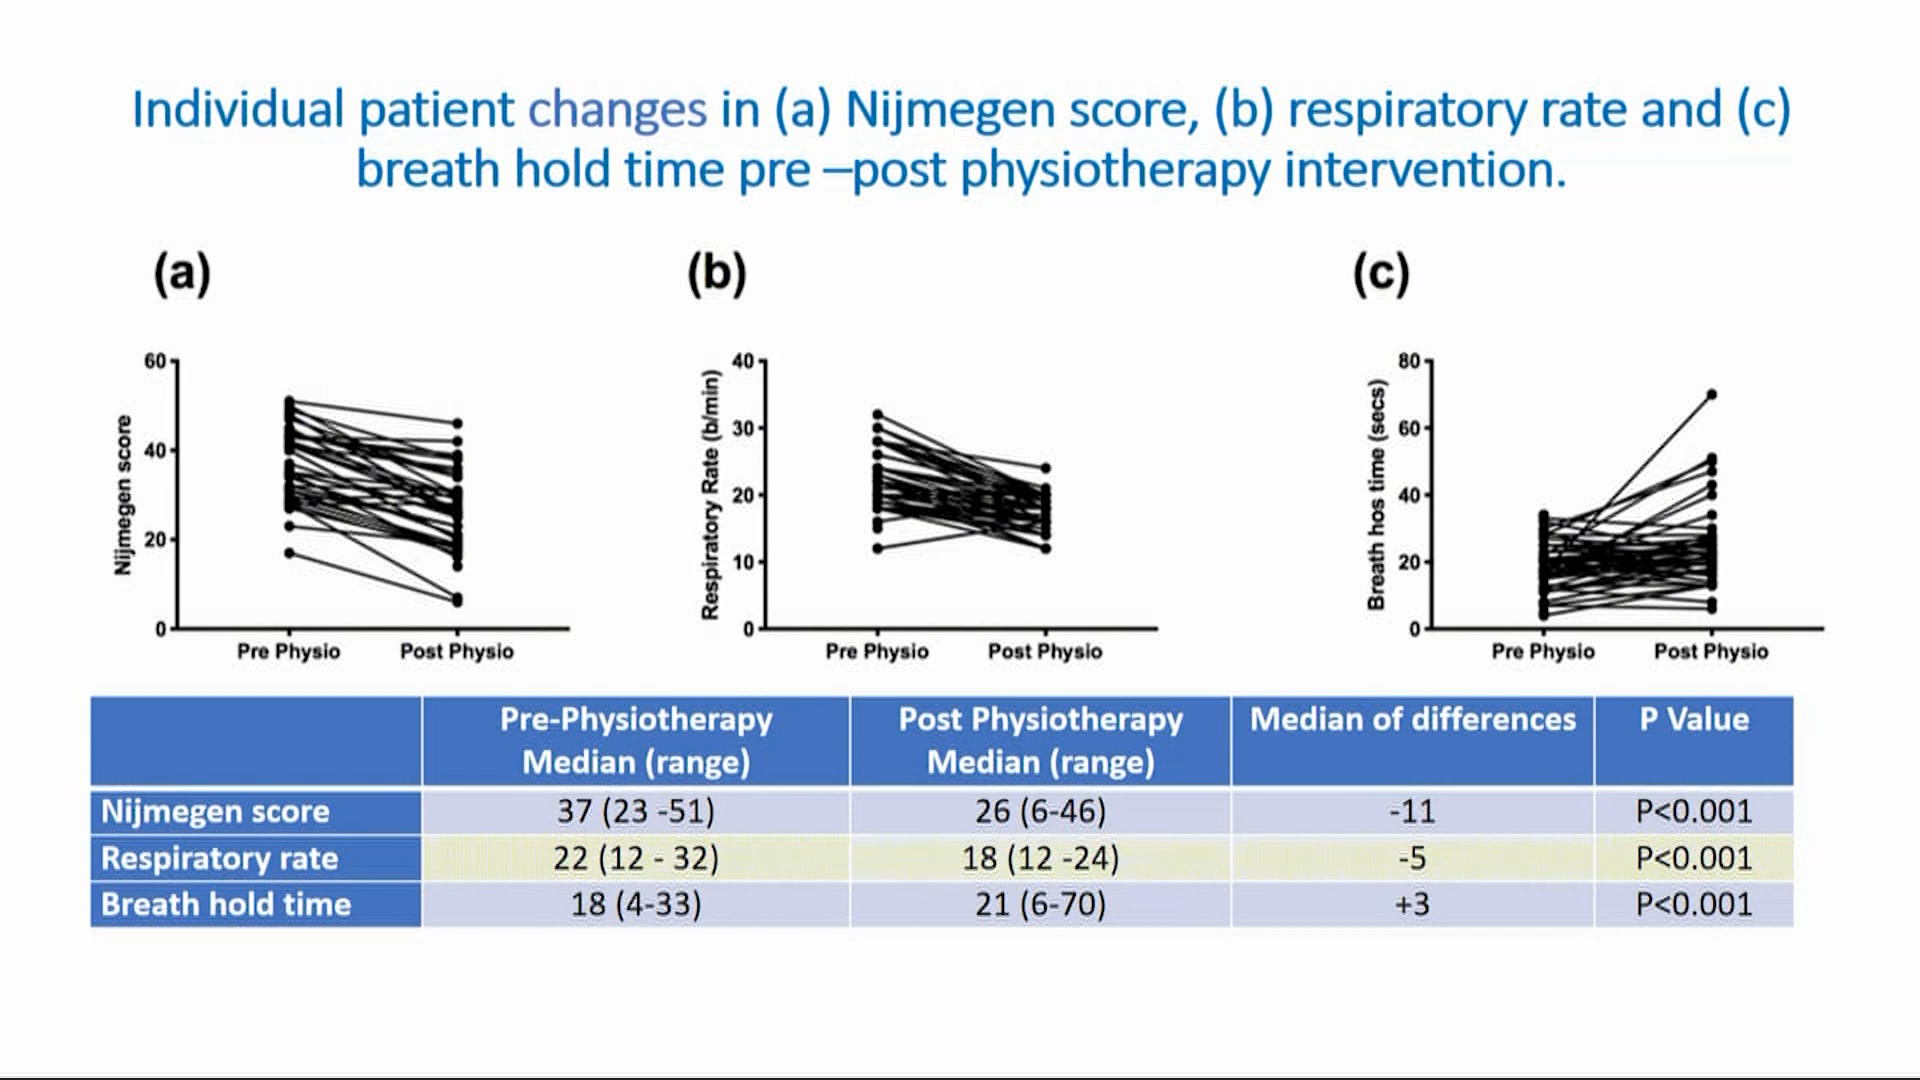 Individual patient changes in (a) Nijmegen score, (b) respiratory rate and (c)
breath hold time pre –post physiotherapy intervention.
(a)
Nijmegen score
60
40
20
0
Pre Physio Post Physio
(b)
Respiratory Rate (b/min)
40
30
20
10
0
Pre Physio Post Physio
(c)
Breath hos time (secs)
80
60
40
20
0
Pre Physio Post Physio
Pre-Physiotherapy Median (range) Post Physiotherapy Median (range) Median of differences P Value
Nijmegen score 37 (23 -51) 26 (6-46) -11 P<0.001
Respiratory rate 22 (12 - 32) 18 (12 -24) -5 P<0.001
Breath hold time 18 (4-33) 21 (6-70) +3 P<0.001